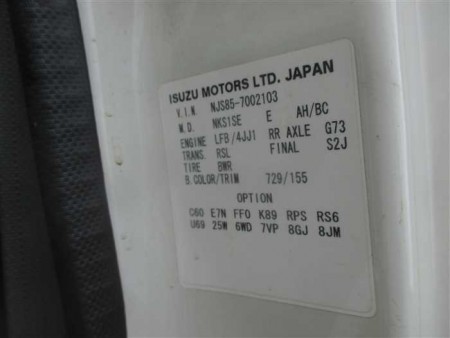 ISUZU MOTORS LTD. JAPAN
V.I.N. NJS85-7002103
M.D. NKS1SE E AH/BC
ENGINE LFB/4JJ1 RR AXLE G73
TRANS. RSL FINAL S2J
TIRE BWR
B.COLOR/TRIM 729/155
OPTION
C60 E7N FF0 K89 RPS RS6
U69 25W 6WD 7VP 8GJ 8JM